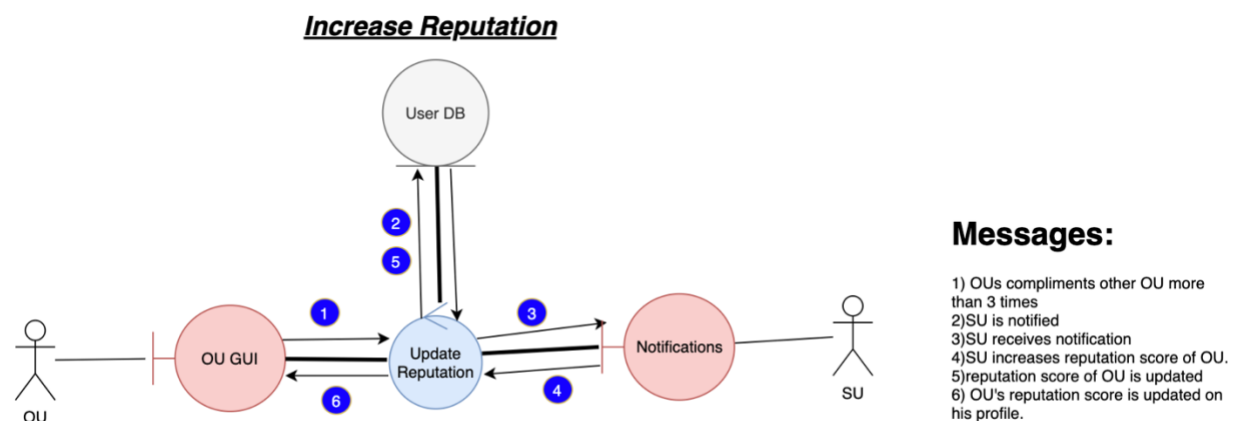 Increase Reputation
User DB
2
5
1
3
OU GUI
Update
Reputation
Notifications
6
4
OU
SU
Messages:
1) OUs compliments other OU more
than 3 times
2)SU is notified
3)SU receives notification
4)SU increases reputation score of OU.
5)reputation score of OU is updated
6) OU's reputation score is updated on
his profile.